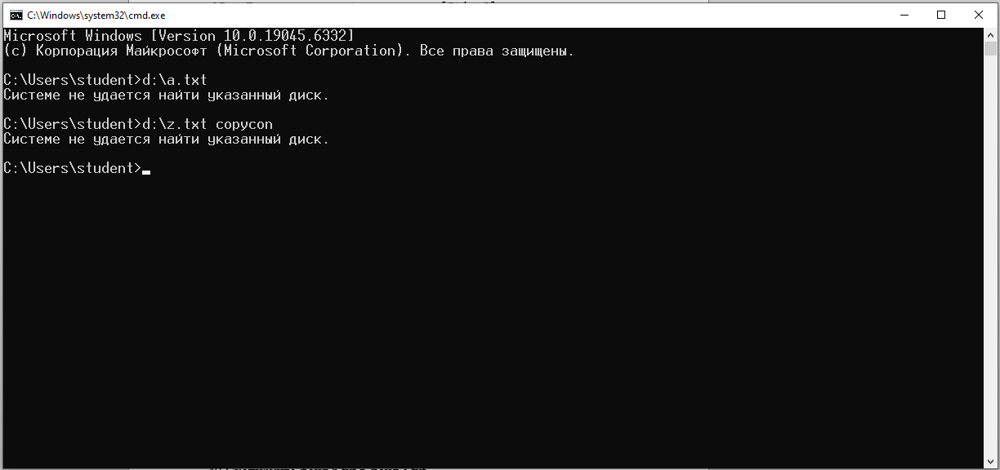 C:\Windows\system32\cmd.exe
Microsoft Windows [Version 10.0.19045.6332]
(c) Корпорация Майкрософт (Microsoft Corporation). Все права защищены.
C:\Users\student>d:\a.txt
Системе не удается найти указанный диск.
C:\Users\student>d:\z.txt copycon
Системе не удается найти указанный диск.
C:\Users\student>